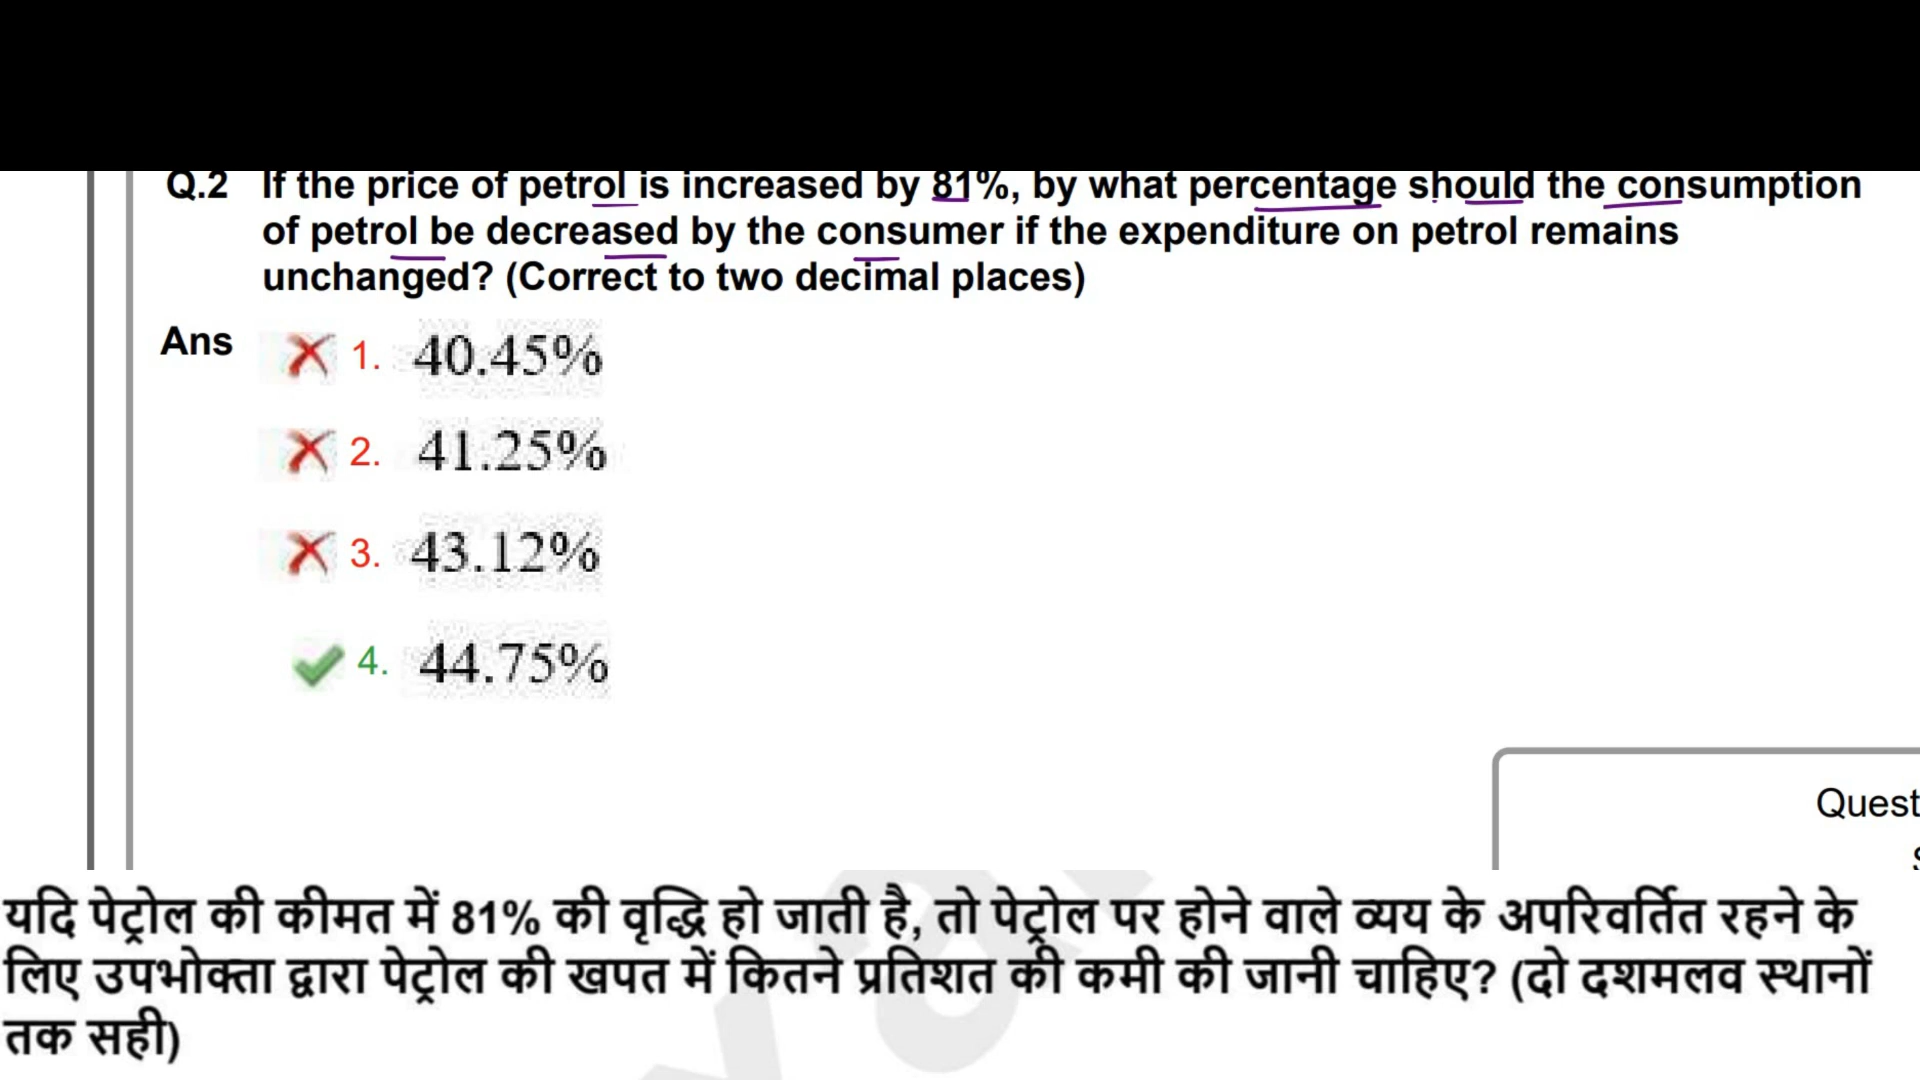 Q.2 If the price of petrol is increased by 81%, by what percentage should the consumption
of petrol be decreased by the consumer if the expenditure on petrol remains
unchanged? (Correct to two decimal places)
Ans 1. 40.45%
2. 41.25%
3. 43.12%
4. 44.75%
Quest
यदि पेट्रोल की कीमत में 81% की वृद्धि हो जाती है, तो पेट्रोल पर होने वाले व्यय के अपरिवर्तित रहने के
लिए उपभोक्ता द्वारा पेट्रोल की खपत में कितने प्रतिशत की कमी की जानी चाहिए? (दो दशमलव स्थानों
तक सही)